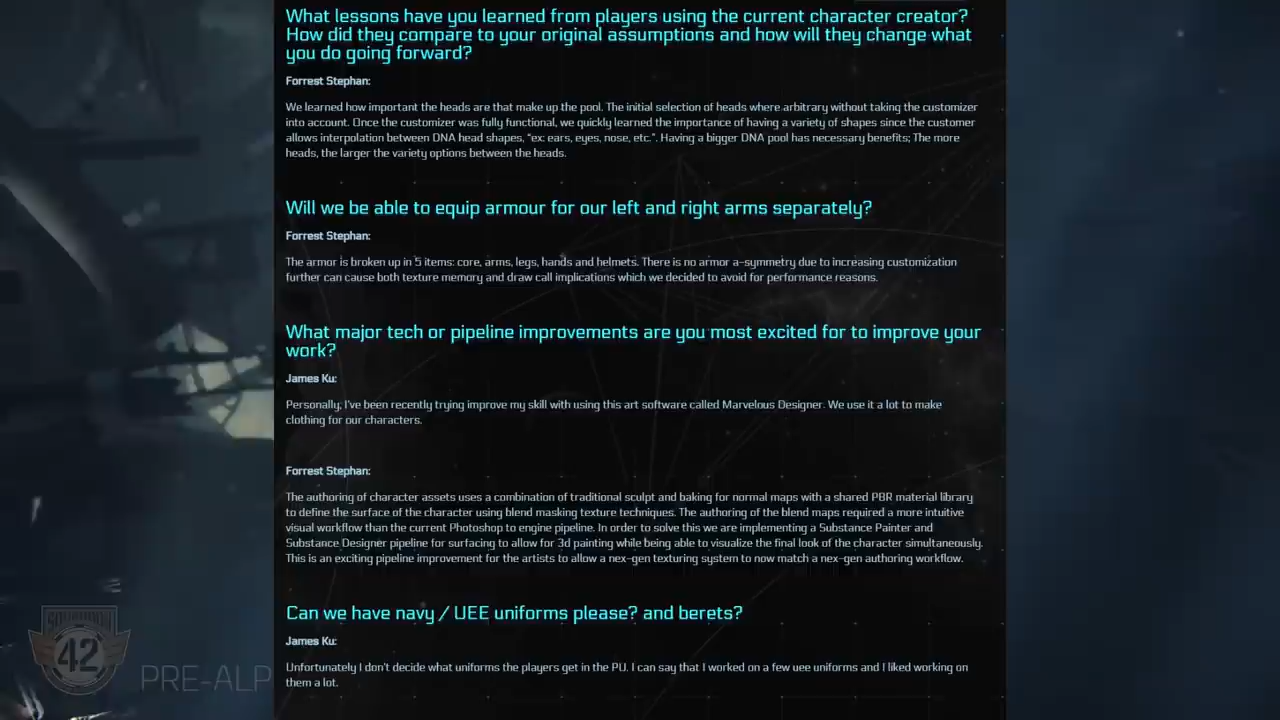 What lessons have you learned from players using the current character creator?
How did they compare to your original assumptions and how will they change what
you do going forward?
Forrest Stephan:
We learned how important the heads are that make up the pool. The initial selection of heads where arbitrary without taking the customizer
into account. Once the customizer was fully functional, we quickly learned the importance of having a variety of shapes since the customer
allows interpolation between DNA head shapes, "ex: ears, eyes, nose, etc.". Having a bigger DNA pool has necessary benefits; The more
heads, the larger the variety options between the heads.
Will we be able to equip armour for our left and right arms separately?
Forrest Stephan:
The armor is broken up in 5 items: core, arms, legs, hands and helmets. There is no armor a-symmetry due to increasing customization
further can cause both texture memory and draw call implications which we decided to avoid for performance reasons.
What major tech or pipeline improvements are you most excited for to improve your
work?
James Ku:
Personally, I've been recently trying improve my skill with using this art software called Marvelous Designer. We use it a lot to make
clothing for our characters.
Forrest Stephan:
The authoring of character assets uses a combination of traditional sculpt and baking for normal maps with a shared PBR material library
to define the surface of the character using blend masking texture techniques. The authoring of the blend maps required a more intuitive
visual workflow than the current Photoshop to engine pipeline. In order to solve this we are implementing a Substance Painter and
Substance Designer pipeline for surfacing to allow for 3d painting while being able to visualize the final look of the character simultaneously.
This is an exciting pipeline improvement for the artists to allow a nex-gen texturing system to now match a nex-gen authoring workflow.
Can we have navy / UEE uniforms please? and berets?
James Ku:
Unfortunately I don't decide what uniforms the players get in the PU. I can say that I worked on a few uee uniforms and I liked working on
them a lot.
SQUADRON
42
PRE-ALP